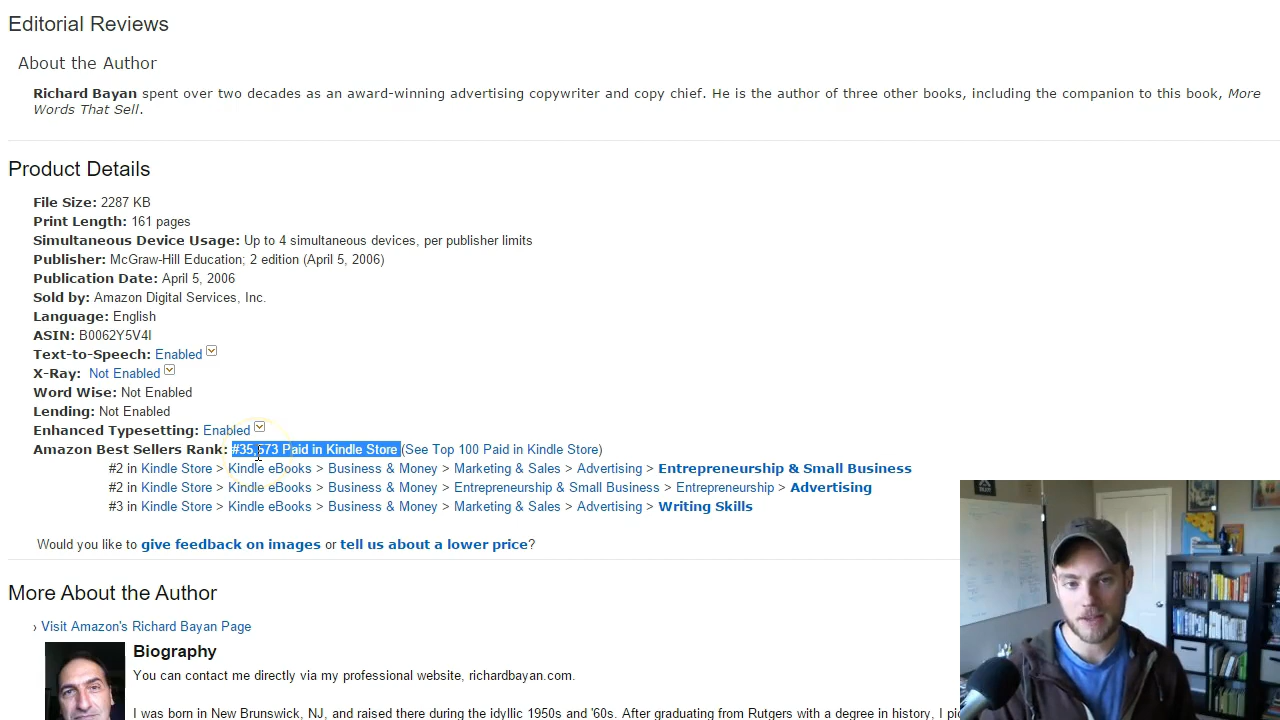 Editorial Reviews
About the Author
Richard Bayan spent over two decades as an award-winning advertising copywriter and copy chief. He is the author of three other books, including the companion to this book, More
Words That Sell.
Product Details
File Size: 2287 KB
Print Length: 161 pages
Simultaneous Device Usage: Up to 4 simultaneous devices, per publisher limits
Publisher: McGraw-Hill Education; 2 edition (April 5, 2006)
Publication Date: April 5, 2006
Sold by: Amazon Digital Services, Inc.
Language: English
ASIN: B0062Y5V4I
Text-to-Speech: Enabled
X-Ray: Not Enabled
Word Wise: Not Enabled
Lending: Not Enabled
Enhanced Typesetting: Enabled
Amazon Best Sellers Rank: #35,573 Paid in Kindle Store (See Top 100 Paid in Kindle Store)
#2 in Kindle Store > Kindle eBooks > Business & Money > Marketing & Sales > Advertising > Entrepreneurship & Small Business
#2 in Kindle Store > Kindle eBooks > Business & Money > Entrepreneurship & Small Business > Entrepreneurship > Advertising
#3 in Kindle Store > Kindle eBooks > Business & Money > Marketing & Sales > Advertising > Writing Skills
Would you like to give feedback on images or tell us about a lower price?
More About the Author
› Visit Amazon's Richard Bayan Page
Biography
You can contact me directly via my professional website, richardbayan.com.
I was born in New Brunswick, NJ, and raised there during the idyllic 1950s and '60s. After graduating from Rutgers with a degree in history, I